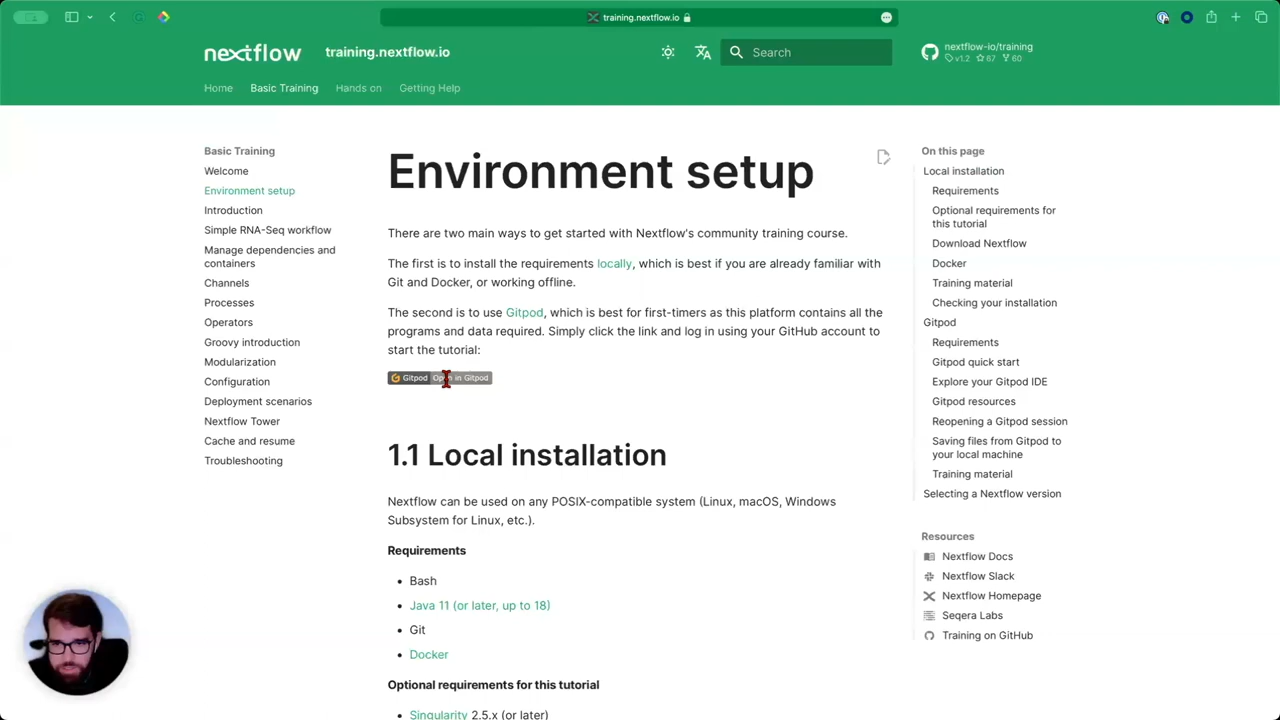 training.nextflow.io
nextflow
training.nextflow.io
Search
nextflow-io/training
v1.2 67 60
Home
Basic Training
Hands on
Getting Help
Basic Training
Welcome
Environment setup
Introduction
Simple RNA-Seq workflow
Manage dependencies and
containers
Channels
Processes
Operators
Groovy introduction
Modularization
Configuration
Deployment scenarios
Nextflow Tower
Cache and resume
Troubleshooting
Environment setup
There are two main ways to get started with Nextflow's community training course.
The first is to install the requirements locally, which is best if you are already familiar with
Git and Docker, or working offline.
The second is to use Gitpod, which is best for first-timers as this platform contains all the
programs and data required. Simply click the link and log in using your GitHub account to
start the tutorial:
Gitpod Open in Gitpod
1.1 Local installation
Nextflow can be used on any POSIX-compatible system (Linux, macOS, Windows
Subsystem for Linux, etc.).
Requirements
• Bash
• Java 11 (or later, up to 18)
• Git
• Docker
Optional requirements for this tutorial
• Singularity 2.5.x (or later)
On this page
Local installation
Requirements
Optional requirements for
this tutorial
Download Nextflow
Docker
Training material
Checking your installation
Gitpod
Requirements
Gitpod quick start
Explore your Gitpod IDE
Gitpod resources
Reopening a Gitpod session
Saving files from Gitpod to
your local machine
Training material
Selecting a Nextflow version
Resources
Nextflow Docs
Nextflow Slack
Nextflow Homepage
Seqera Labs
Training on GitHub